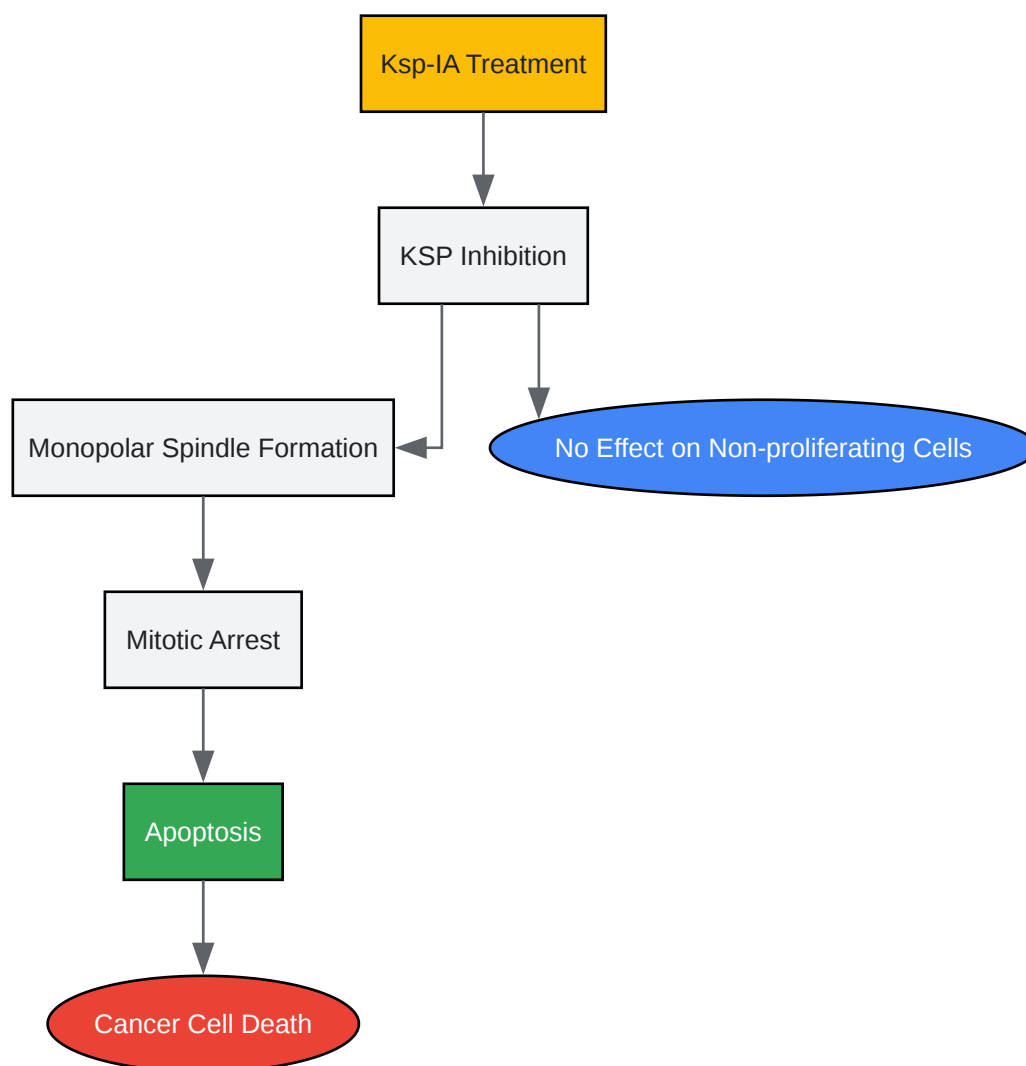 Ksp-IA Treatment
KSP Inhibition
Monopolar Spindle Formation
No Effect on Non-proliferating Cells
Mitotic Arrest
Apoptosis
Cancer Cell Death